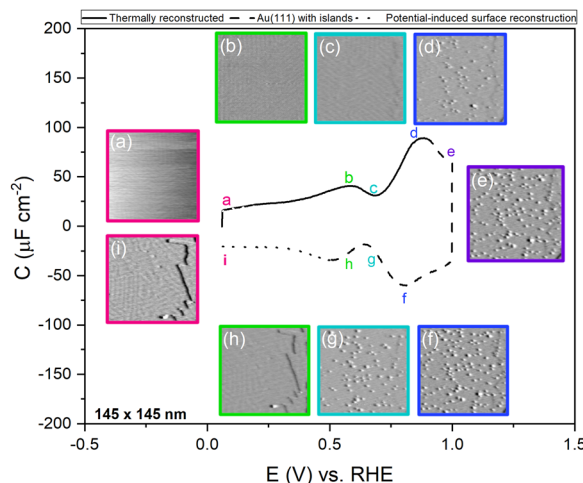 Thermally reconstructed Au(111) with islands Potential-induced surface reconstruction
200
150
100
50
0
-50
-100
-150
-200
C (μF cm-2)
(a)
(b)
(c)
(d)
(e)
(f)
(g)
(h)
(i)
a
b
c
d
e
f
g
h
i
145 x 145 nm
-0.5 0.0 0.5 1.0 1.5
E (V) vs. RHE